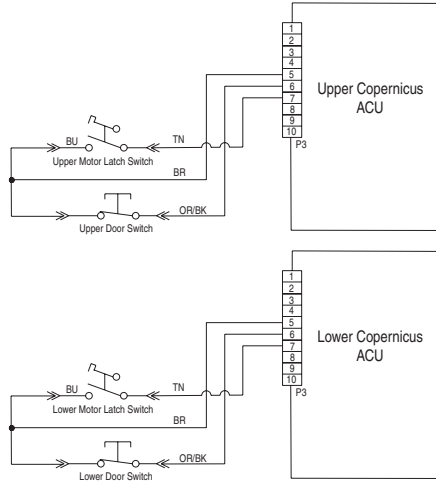 1
2
3
4
5
6
7
8
9
10
P3
Upper Copernicus
ACU
BU
TN
Upper Motor Latch Switch
BR
OR/BK
Upper Door Switch
1
2
3
4
5
6
7
8
9
10
P3
Lower Copernicus
ACU
BU
TN
Lower Motor Latch Switch
BR
OR/BK
Lower Door Switch